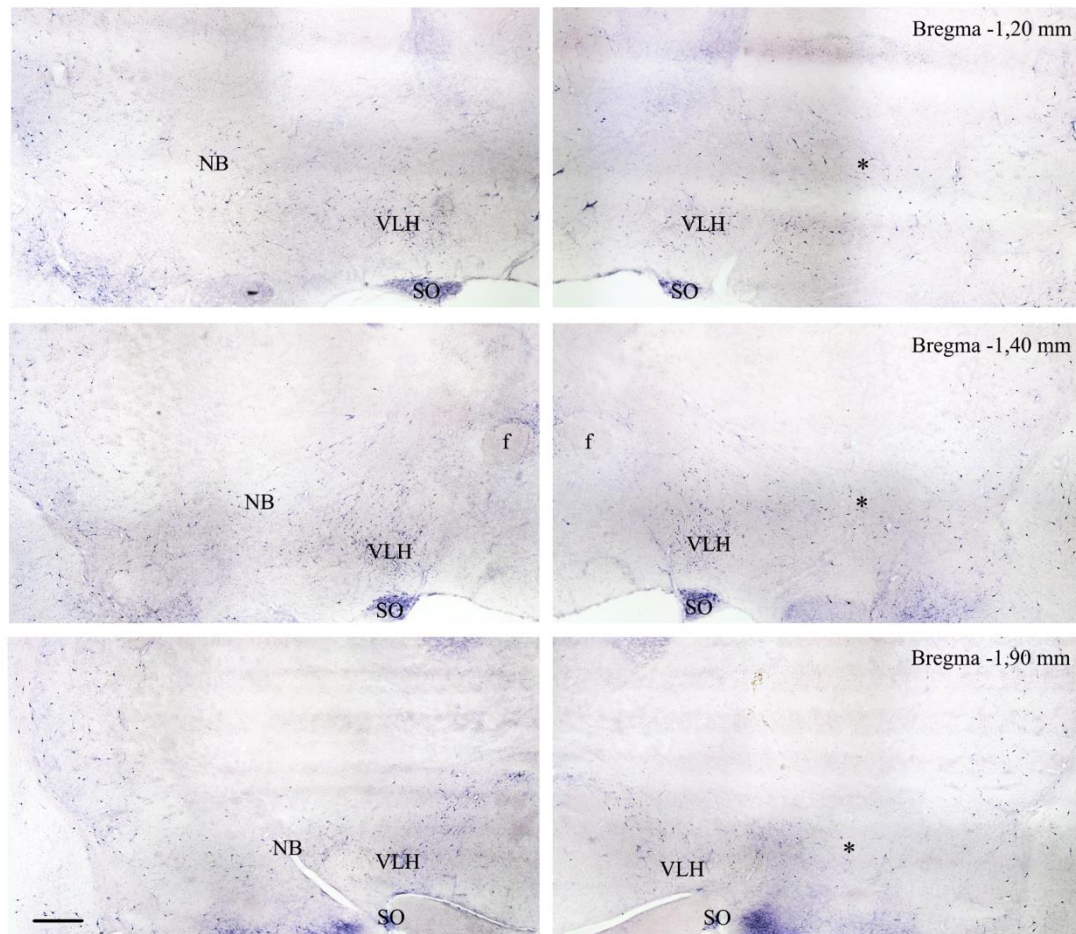 Bregma -1,20 mm
NB
*
VLH
VLH
SO
SO
Bregma -1,40 mm
f
f
NB
*
VLH
VLH
SO
SO
Bregma -1,90 mm
NB
*
VLH
VLH
SO
SO